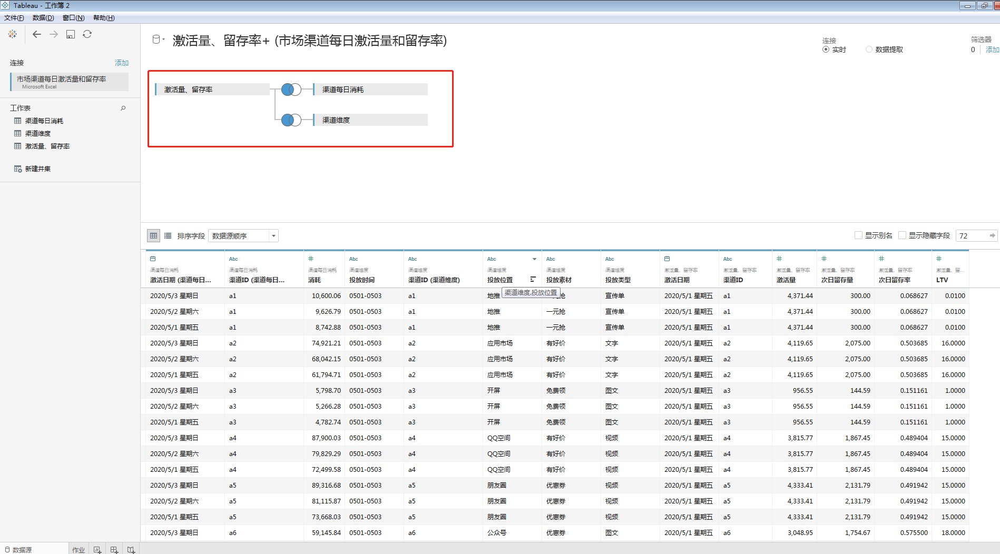 Tableau - 工作簿 2
文件(F) 数据(D) 窗口(N) 帮助(H)
连接 添加
市场渠道每日激活量和留存率
Microsoft Excel
工作表
渠道每日消耗
渠道维度
激活量、留存率
新建并集
激活量、留存率+ (市场渠道每日激活量和留存率)
连接
实时 数据提取
筛选器
0 添加
激活量、留存率 渠道每日消耗
渠道维度
排序字段 数据源顺序 显示别名 显示隐藏字段 72
Abc # Abc Abc Abc Abc Abc Abc # # # #
渠道每日消耗 渠道每日消耗 渠道每日消耗 渠道维度 渠道维度 渠道维度 渠道维度 渠道维度 激活量、留存率 激活量、留存率 激活量、留存率 激活量、留存率 激活量、留存率 激活量、留...
激活日期 (渠道每日... 渠道ID (渠道每日... 消耗 投放时间 渠道ID (渠道维度) 投放位置 投放素材 投放类型 激活日期 渠道ID 激活量 次日留存量 次日留存率 LTV
渠道维度.投放位置
2020/5/3 星期日 a1 10,600.06 0501-0503 a1 地推 抢 宣传单 2020/5/1 星期五 a1 4,371.44 300.00 0.068627 0.0100
2020/5/2 星期六 a1 9,626.79 0501-0503 a1 地推 一元抢 宣传单 2020/5/1 星期五 a1 4,371.44 300.00 0.068627 0.0100
2020/5/1 星期五 a1 8,742.88 0501-0503 a1 地推 一元抢 宣传单 2020/5/1 星期五 a1 4,371.44 300.00 0.068627 0.0100
2020/5/3 星期日 a2 74,921.21 0501-0503 a2 应用市场 有好价 文字 2020/5/1 星期五 a2 4,119.65 2,075.00 0.503685 16.0000
2020/5/2 星期六 a2 68,042.15 0501-0503 a2 应用市场 有好价 文字 2020/5/1 星期五 a2 4,119.65 2,075.00 0.503685 16.0000
2020/5/1 星期五 a2 61,794.71 0501-0503 a2 应用市场 有好价 文字 2020/5/1 星期五 a2 4,119.65 2,075.00 0.503685 16.0000
2020/5/3 星期日 a3 5,798.70 0501-0503 a3 开屏 免费领 图文 2020/5/1 星期五 a3 956.55 144.59 0.151161 1.0000
2020/5/2 星期六 a3 5,266.28 0501-0503 a3 开屏 免费领 图文 2020/5/1 星期五 a3 956.55 144.59 0.151161 1.0000
2020/5/1 星期五 a3 4,782.74 0501-0503 a3 开屏 免费领 图文 2020/5/1 星期五 a3 956.55 144.59 0.151161 1.0000
2020/5/3 星期日 a4 87,900.03 0501-0503 a4 QQ空间 有好价 视频 2020/5/1 星期五 a4 3,815.77 1,867.45 0.489404 15.0000
2020/5/2 星期六 a4 79,829.29 0501-0503 a4 QQ空间 有好价 视频 2020/5/1 星期五 a4 3,815.77 1,867.45 0.489404 15.0000
2020/5/1 星期五 a4 72,499.58 0501-0503 a4 QQ空间 有好价 视频 2020/5/1 星期五 a4 3,815.77 1,867.45 0.489404 15.0000
2020/5/3 星期日 a5 89,316.68 0501-0503 a5 朋友圈 优惠券 视频 2020/5/1 星期五 a5 4,333.41 2,131.79 0.491942 15.0000
2020/5/2 星期六 a5 81,115.87 0501-0503 a5 朋友圈 优惠券 视频 2020/5/1 星期五 a5 4,333.41 2,131.79 0.491942 15.0000
2020/5/1 星期五 a5 73,668.03 0501-0503 a5 朋友圈 优惠券 视频 2020/5/1 星期五 a5 4,333.41 2,131.79 0.491942 15.0000
2020/5/3 星期日 a6 59,145.84 0501-0503 a6 公众号 优惠券 图文 2020/5/1 星期五 a6 3,048.95 1,754.67 0.575500 18.0000
数据源 作业